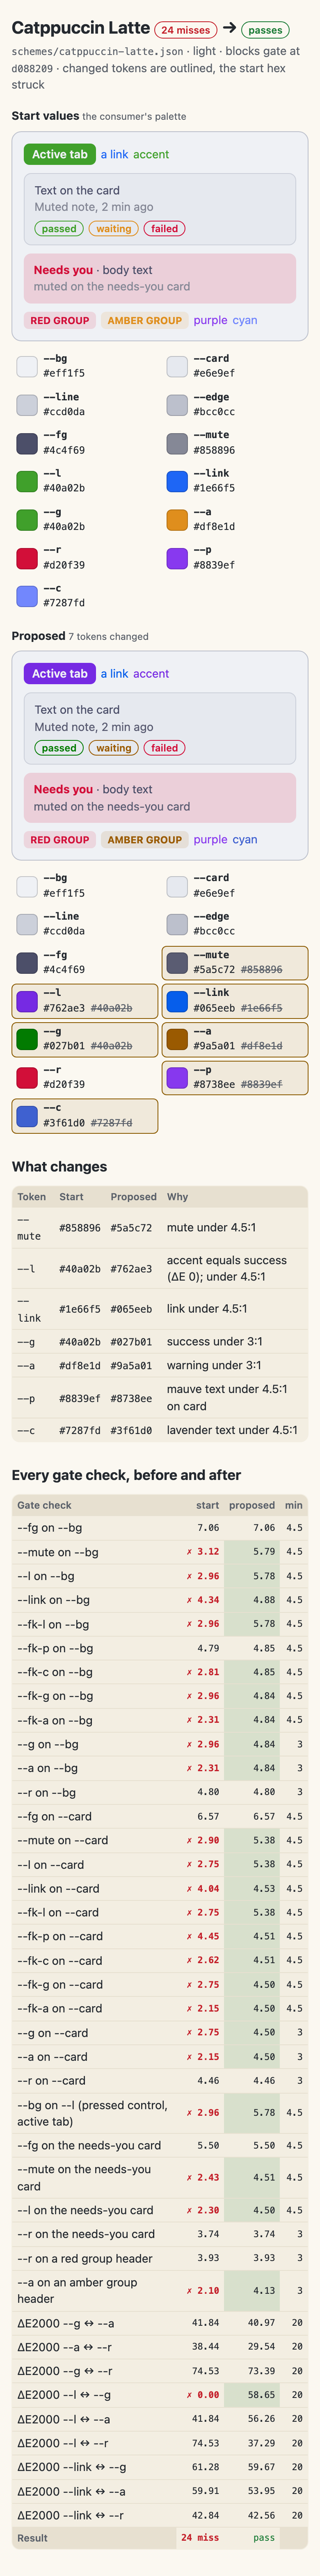 Catppuccin Latte 24 misses → passes
schemes/catppuccin-latte.json · light · blocks gate at
d088209 · changed tokens are outlined, the start hex
struck
Start values the consumer's palette
Active tab a link accent
Text on the card
Muted note, 2 min ago
passed waiting failed
Needs you · body text
muted on the needs-you card
RED GROUP AMBER GROUP purple cyan
--bg
#eff1f5
--card
#e6e9ef
--line
#ccd0da
--edge
#bcc0cc
--fg
#4c4f69
--mute
#858896
--l
#40a02b
--link
#1e66f5
--g
#40a02b
--a
#df8e1d
--r
#d20f39
--p
#8839ef
--c
#7287fd
Proposed 7 tokens changed
Active tab a link accent
Text on the card
Muted note, 2 min ago
passed waiting failed
Needs you · body text
muted on the needs-you card
RED GROUP AMBER GROUP purple cyan
--bg
#eff1f5
--card
#e6e9ef
--line
#ccd0da
--edge
#bcc0cc
--fg
#4c4f69
--mute
#5a5c72 #858896
--l
#762ae3 #40a02b
--link
#065eeb #1e66f5
--g
#027b01 #40a02b
--a
#9a5a01 #df8e1d
--r
#d20f39
--p
#8738ee #8839ef
--c
#3f61d0 #7287fd
What changes
Token Start Proposed Why
--mute #858896 #5a5c72 mute under 4.5:1
--l #40a02b #762ae3 accent equals success
(ΔE 0); under 4.5:1
--link #1e66f5 #065eeb link under 4.5:1
--g #40a02b #027b01 success under 3:1
--a #df8e1d #9a5a01 warning under 3:1
--p #8839ef #8738ee mauve text under 4.5:1
on card
--c #7287fd #3f61d0 lavender text under 4.5:1
Every gate check, before and after
Gate check start proposed min
--fg on --bg 7.06 7.06 4.5
--mute on --bg ✗ 3.12 5.79 4.5
--l on --bg ✗ 2.96 5.78 4.5
--link on --bg ✗ 4.34 4.88 4.5
--fk-l on --bg ✗ 2.96 5.78 4.5
--fk-p on --bg 4.79 4.85 4.5
--fk-c on --bg ✗ 2.81 4.85 4.5
--fk-g on --bg ✗ 2.96 4.84 4.5
--fk-a on --bg ✗ 2.31 4.84 4.5
--g on --bg ✗ 2.96 4.84 3
--a on --bg ✗ 2.31 4.84 3
--r on --bg 4.80 4.80 3
--fg on --card 6.57 6.57 4.5
--mute on --card ✗ 2.90 5.38 4.5
--l on --card ✗ 2.75 5.38 4.5
--link on --card ✗ 4.04 4.53 4.5
--fk-l on --card ✗ 2.75 5.38 4.5
--fk-p on --card ✗ 4.45 4.51 4.5
--fk-c on --card ✗ 2.62 4.51 4.5
--fk-g on --card ✗ 2.75 4.50 4.5
--fk-a on --card ✗ 2.15 4.50 4.5
--g on --card ✗ 2.75 4.50 3
--a on --card ✗ 2.15 4.50 3
--r on --card 4.46 4.46 3
--bg on --l (pressed control,
active tab) ✗ 2.96 5.78 4.5
--fg on the needs-you card 5.50 5.50 4.5
--mute on the needs-you
card ✗ 2.43 4.51 4.5
--l on the needs-you card ✗ 2.30 4.50 4.5
--r on the needs-you card 3.74 3.74 3
--r on a red group header 3.93 3.93 3
--a on an amber group
header ✗ 2.10 4.13 3
ΔE2000 --g ↔ --a 41.84 40.97 20
ΔE2000 --a ↔ --r 38.44 29.54 20
ΔE2000 --g ↔ --r 74.53 73.39 20
ΔE2000 --l ↔ --g ✗ 0.00 58.65 20
ΔE2000 --l ↔ --a 41.84 56.26 20
ΔE2000 --l ↔ --r 74.53 37.29 20
ΔE2000 --link ↔ --g 61.28 59.67 20
ΔE2000 --link ↔ --a 59.91 53.95 20
ΔE2000 --link ↔ --r 42.84 42.56 20
Result 24 miss pass